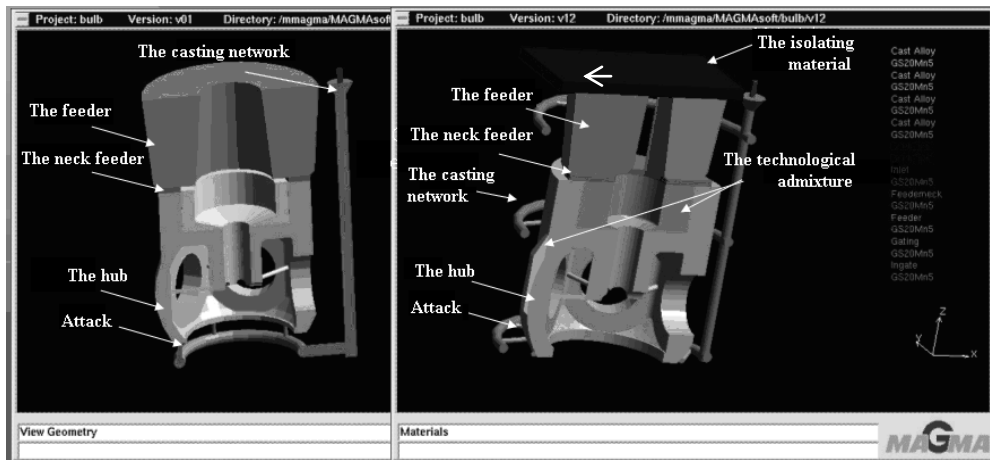 Project: bulb Version: v01 Directory: /mmagma/MAGMAsoft/
The casting network
The feeder
The neck feeder
The hub
Attack
View Geometry
Project: bulb Version: v12 Directory: /mmagma/MAGMAsoft/bulb/v12
The isolating
material
The feeder
The neck feeder
The casting
network
The technological
admixture
The hub
Attack
Cast Alloy
GS20Mn5
Cast Alloy
GS20Mn5
Cast Alloy
GS20Mn5
Cast Alloy
GS20Mn5
Inlet
GS20Mn5
Feederneck
GS20Mn5
Feeder
GS20Mn5
Gating
GS20Mn5
Ingate
GS20Mn5
Z
Y
X
Materials
MAGMA